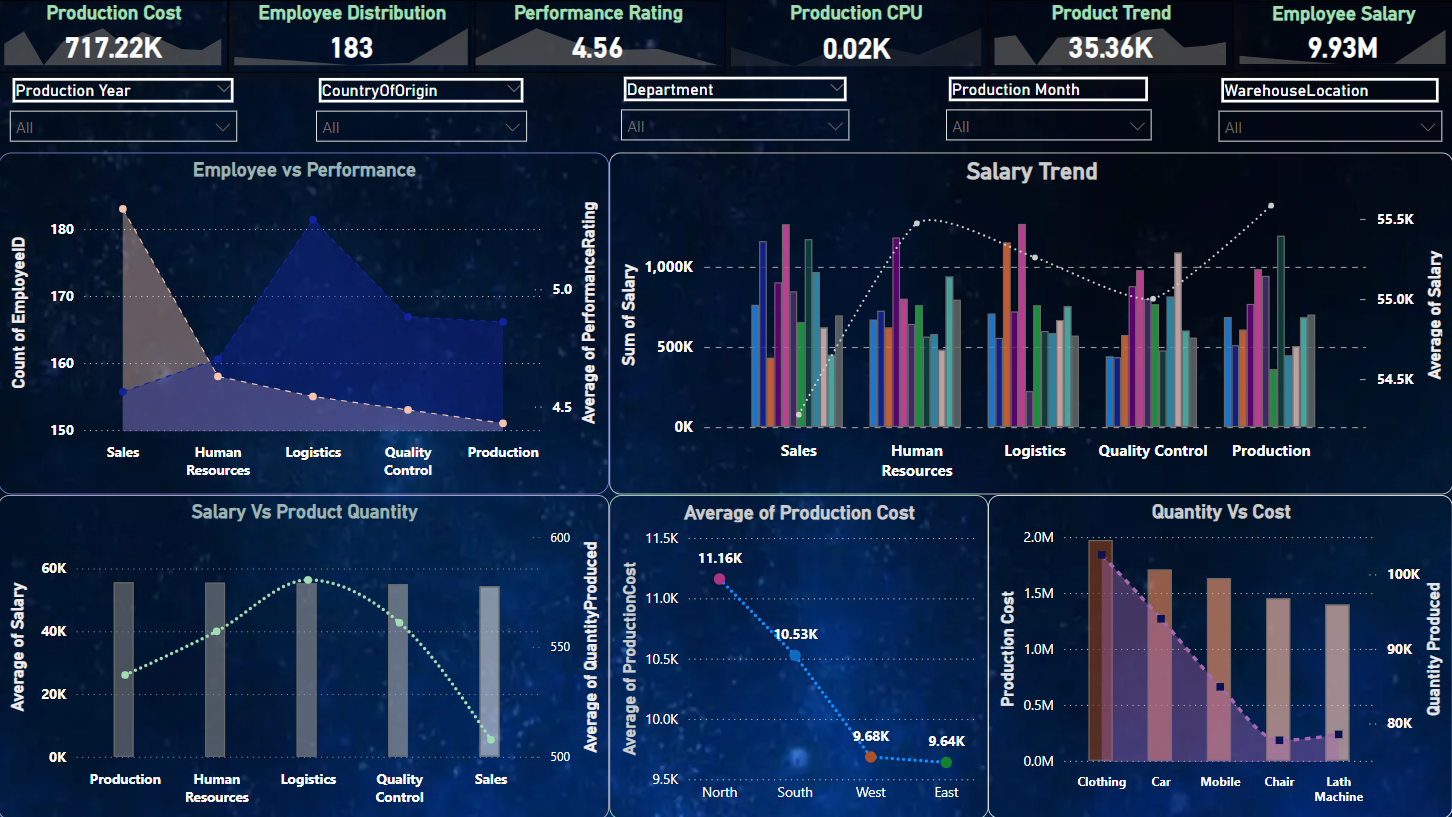 Production Cost
717.22K
Employee Distribution
183
Performance Rating
4.56
Production CPU
0.02K
Product Trend
35.36K
Employee Salary
9.93M
Production Year
All
CountryOfOrigin
All
Department
All
Production Month
All
WarehouseLocation
All
Employee vs Performance
Count of EmployeeID
180
170
160
150
Sales
Human
Resources
Logistics
Quality
Control
Production
5.0
4.5
Average of PerformanceRating
Salary Trend
Sum of Salary
1,000K
500K
0K
Sales
Human
Resources
Logistics
Quality Control
Production
55.5K
55.0K
54.5K
Average of Salary
Salary Vs Product Quantity
Average of Salary
60K
40K
20K
0K
Production
Human
Resources
Logistics
Quality
Control
Sales
600
550
500
Average of QuantityProduced
Average of Production Cost
Average of ProductionCost
11.5K
11.0K
10.5K
10.0K
9.5K
11.16K
10.53K
9.68K
9.64K
North
South
West
East
Quantity Vs Cost
Production Cost
2.0M
1.5M
1.0M
0.5M
0.0M
Clothing
Car
Mobile
Chair
Lath
Machine
100K
90K
80K
Quantity Produced